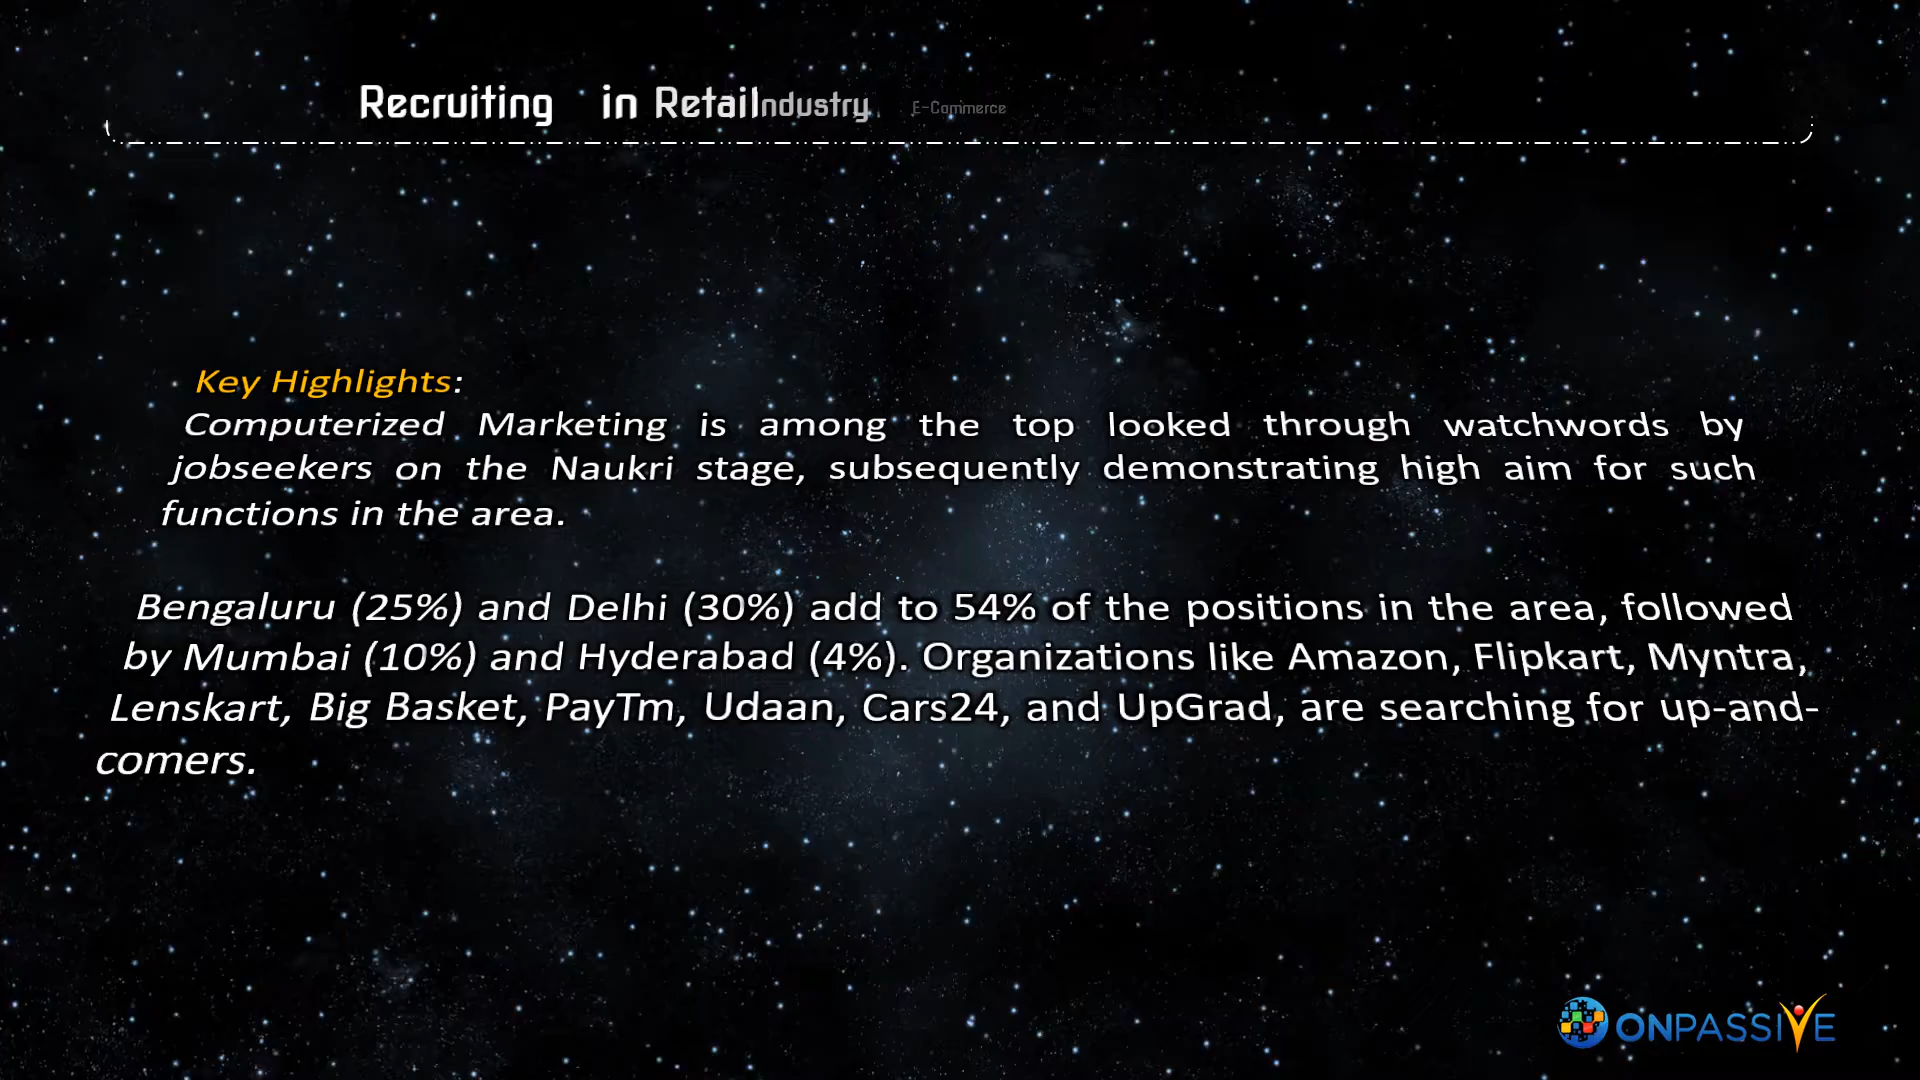 Recruiting in Retail Industry E-Commerce
Key Highlights:
Computerized Marketing is among the top looked through watchwords by
jobseekers on the Naukri stage, subsequently demonstrating high aim for such
functions in the area.
Bengaluru (25%) and Delhi (30%) add to 54% of the positions in the area, followed
by Mumbai (10%) and Hyderabad (4%). Organizations like Amazon, Flipkart, Myntra,
Lenskart, Big Basket, PayTm, Udaan, Cars24, and UpGrad, are searching for up-and-
comers.
ONPASSIVE